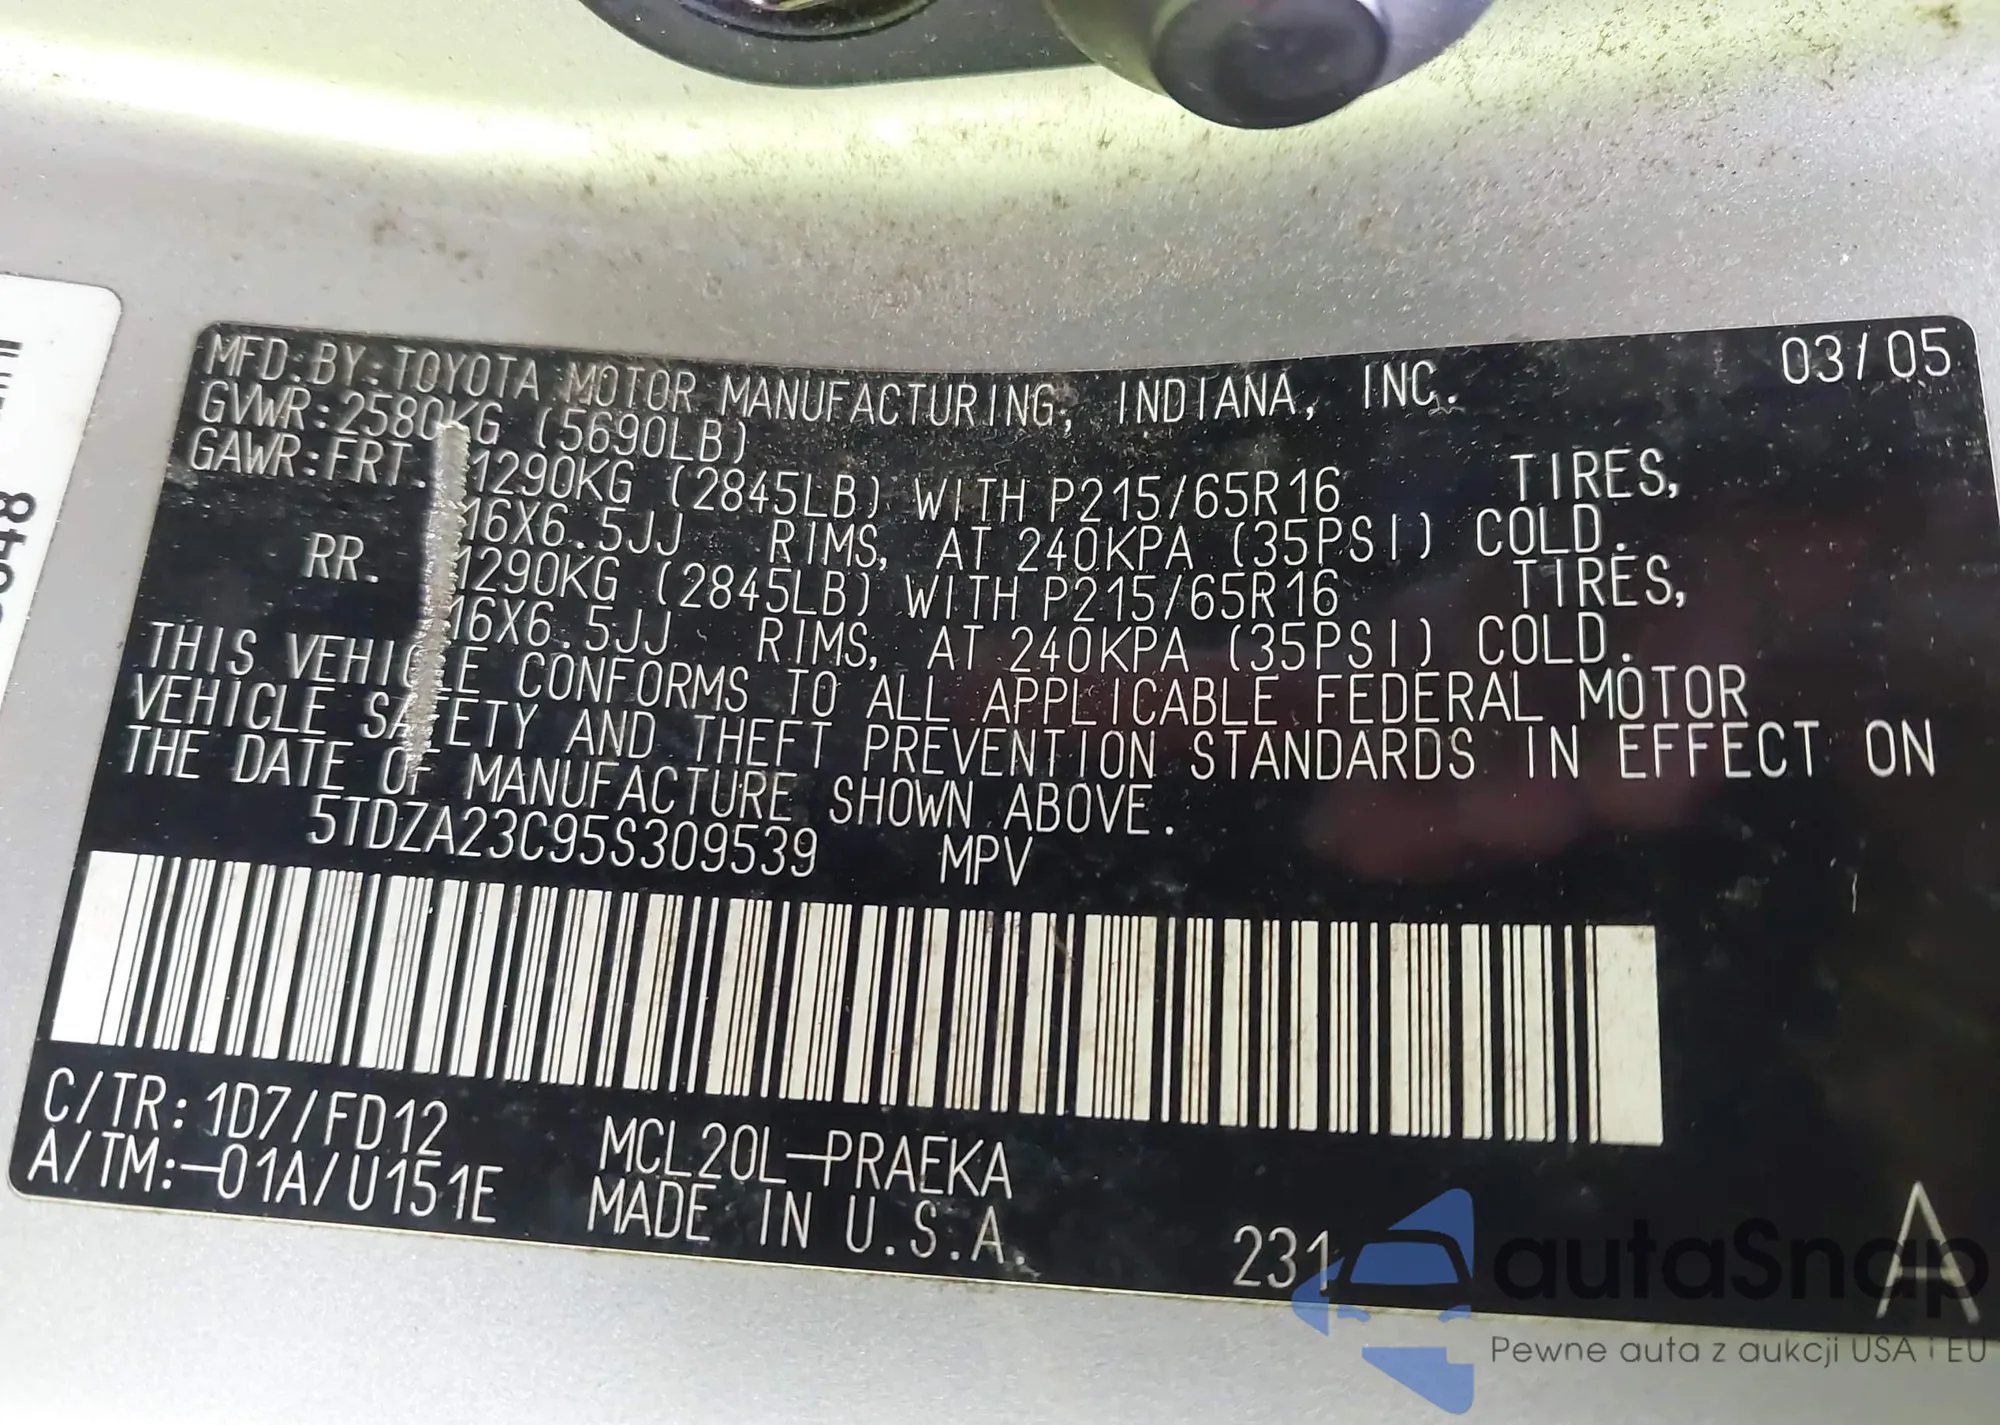 MFD.BY:TOYOTA MOTOR MANUFACTURING, INDIANA, INC. 03/05
GVWR:2580KG (5690LB)
GAWR:FRT. 1290KG (2845LB) WITH P215/65R16 TIRES,
16X6.5JJ RIMS, AT 240KPA (35PSI) COLD.
RR. 1290KG (2845LB) WITH P215/65R16 TIRES,
16X6.5JJ RIMS, AT 240KPA (35PSI) COLD.
THIS VEHICLE CONFORMS TO ALL APPLICABLE FEDERAL MOTOR
VEHICLE SAFETY AND THEFT PREVENTION STANDARDS IN EFFECT ON
THE DATE OF MANUFACTURE SHOWN ABOVE.
5TDZA23C95S309539 MPV
C/TR:1D7/FD12 MCL20L-PRAEKA
A/TM:-01A/U151E MADE IN U.S.A.
231 A
autaSnap
Pewne auta z aukcji USA i EU